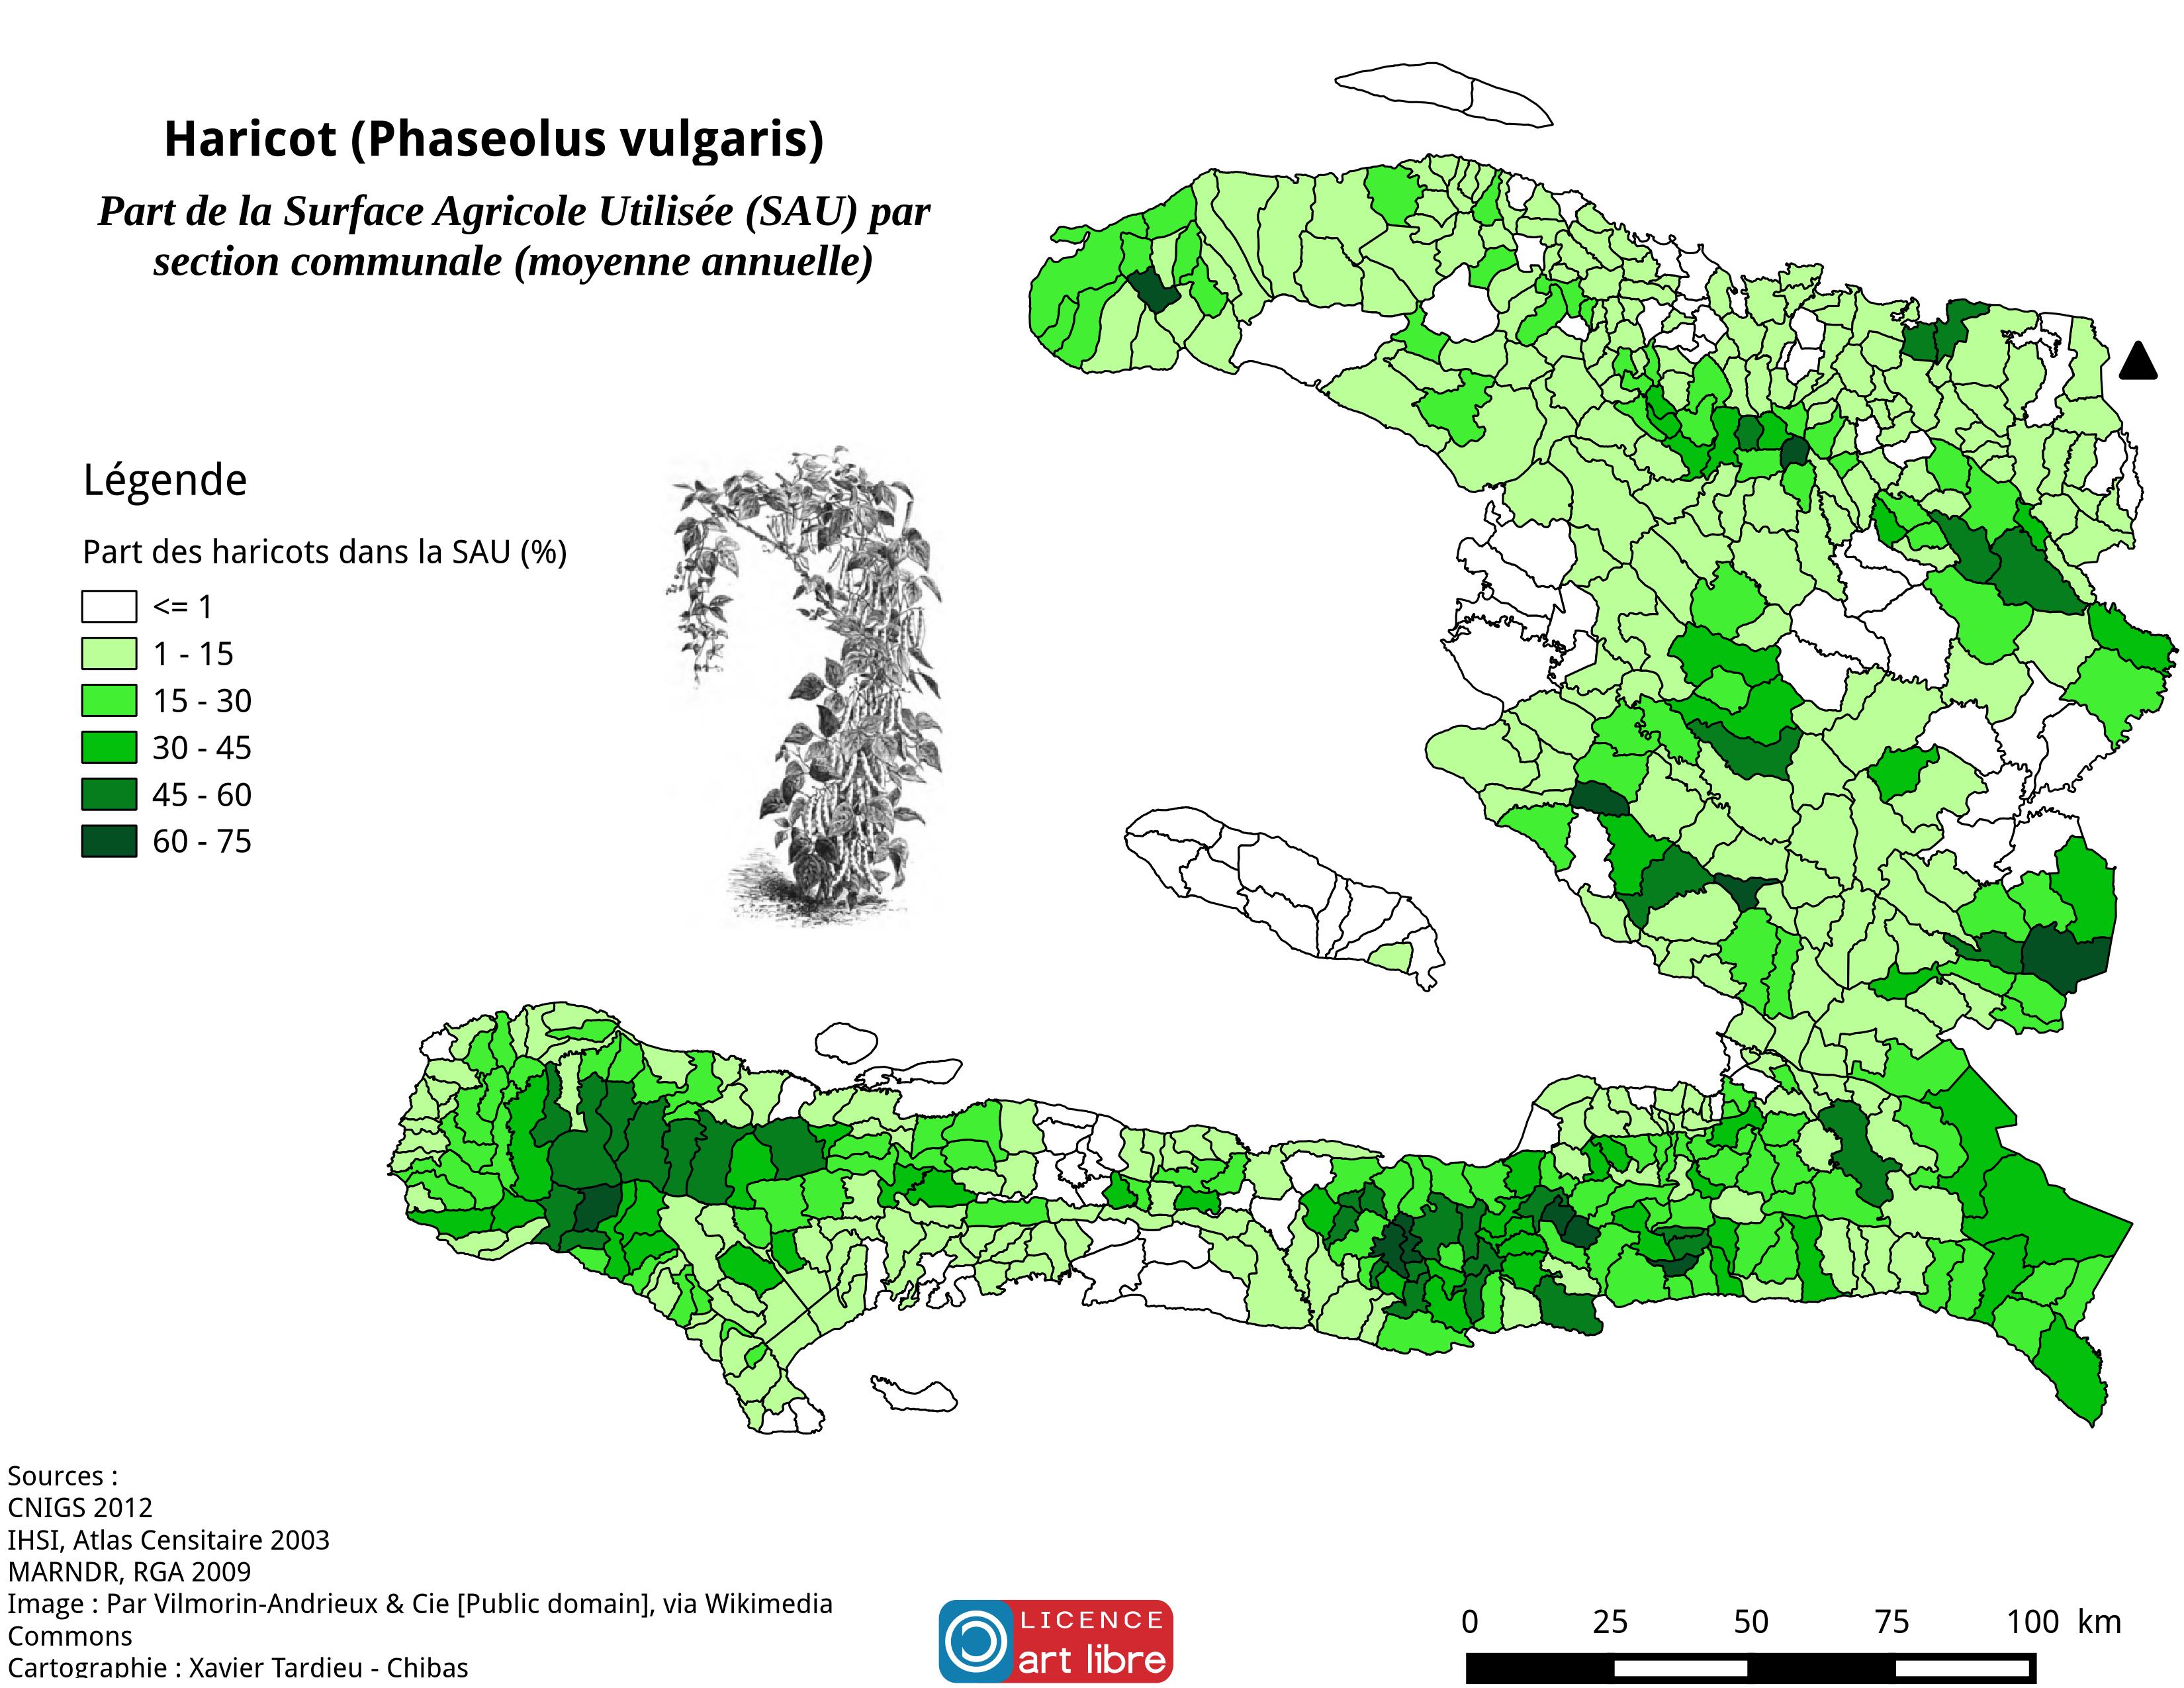 Haricot (Phaseolus vulgaris)
Part de la Surface Agricole Utilisée (SAU) par
section communale (moyenne annuelle)
Légende
Part des haricots dans la SAU (%)
<= 1
1 - 15
15 - 30
30 - 45
45 - 60
60 - 75
Sources :
CNIGS 2012
IHSI, Atlas Censitaire 2003
MARNDR, RGA 2009
Image : Par Vilmorin-Andrieux & Cie [Public domain], via Wikimedia
Commons
Cartographie : Xavier Tardieu - Chibas
LICENCE
art libre
0 25 50 75 100 km